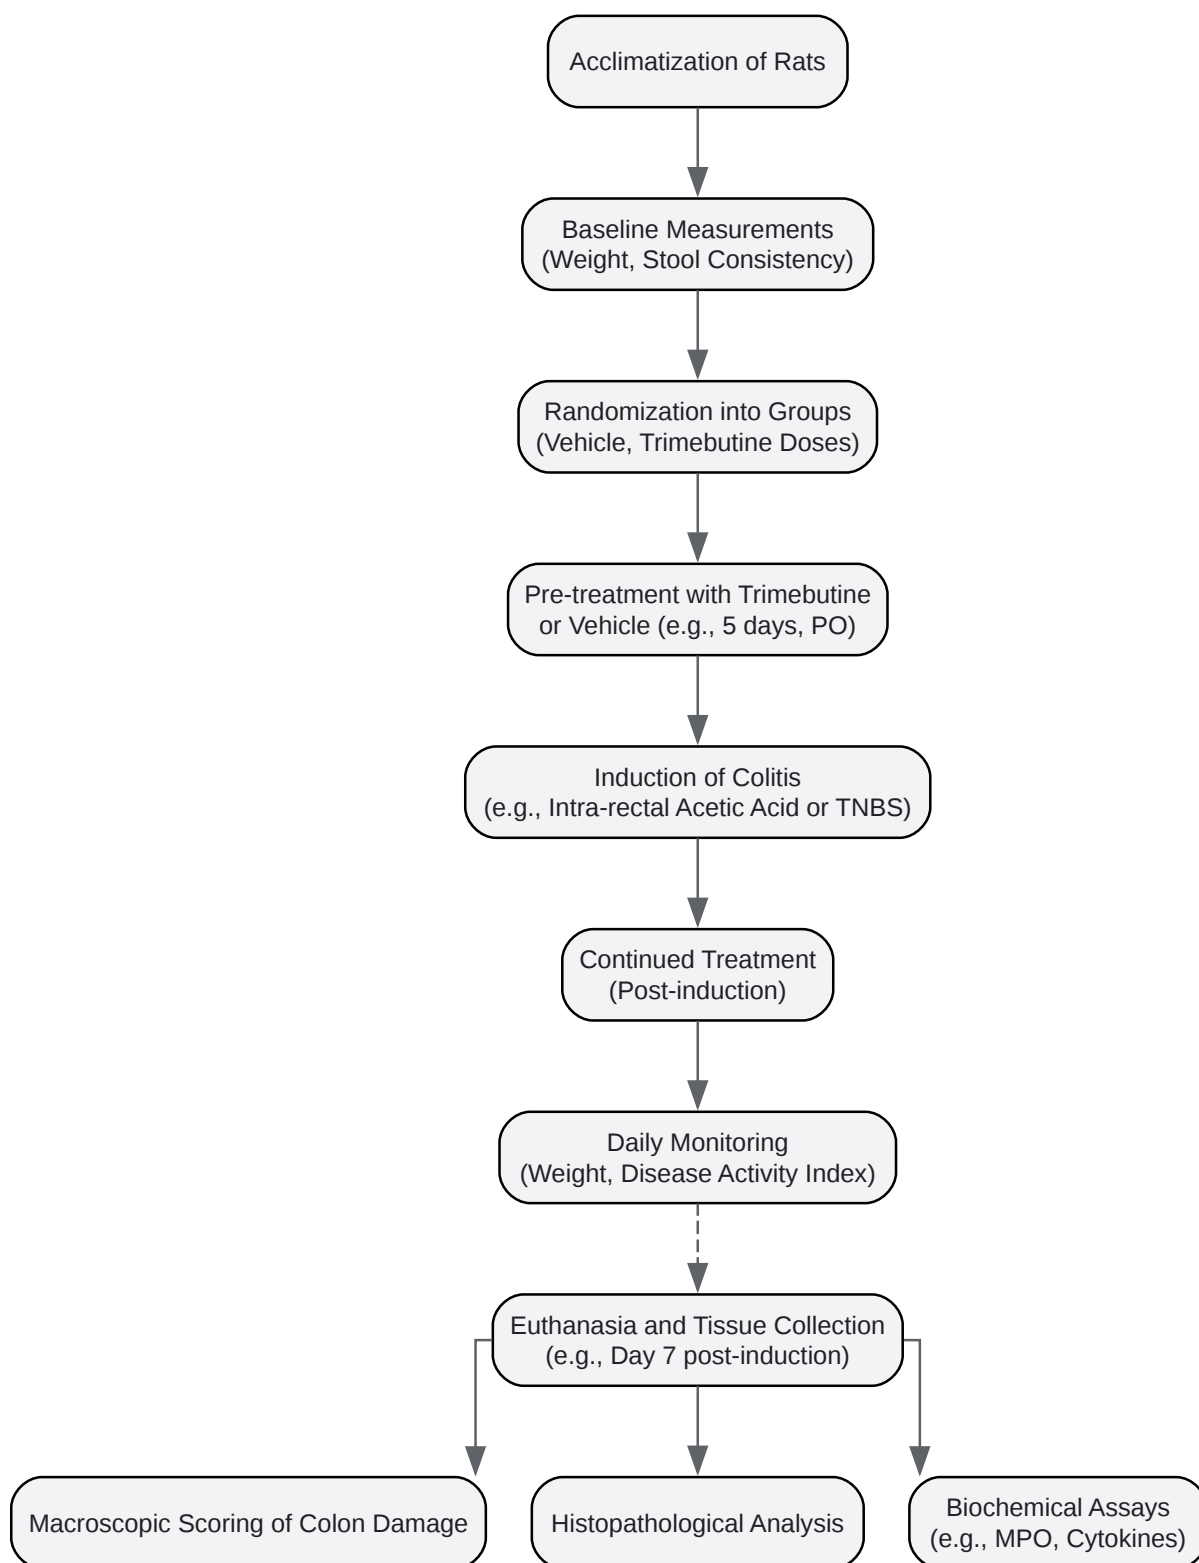 Acclimatization of Rats
Baseline Measurements
(Weight, Stool Consistency)
Randomization into Groups
(Vehicle, Trimebutine Doses)
Pre-treatment with Trimebutine
or Vehicle (e.g., 5 days, PO)
Induction of Colitis
(e.g., Intra-rectal Acetic Acid or TNBS)
Continued Treatment
(Post-induction)
Daily Monitoring
(Weight, Disease Activity Index)
Euthanasia and Tissue Collection
(e.g., Day 7 post-induction)
Macroscopic Scoring of Colon Damage
Histopathological Analysis
Biochemical Assays
(e.g., MPO, Cytokines)